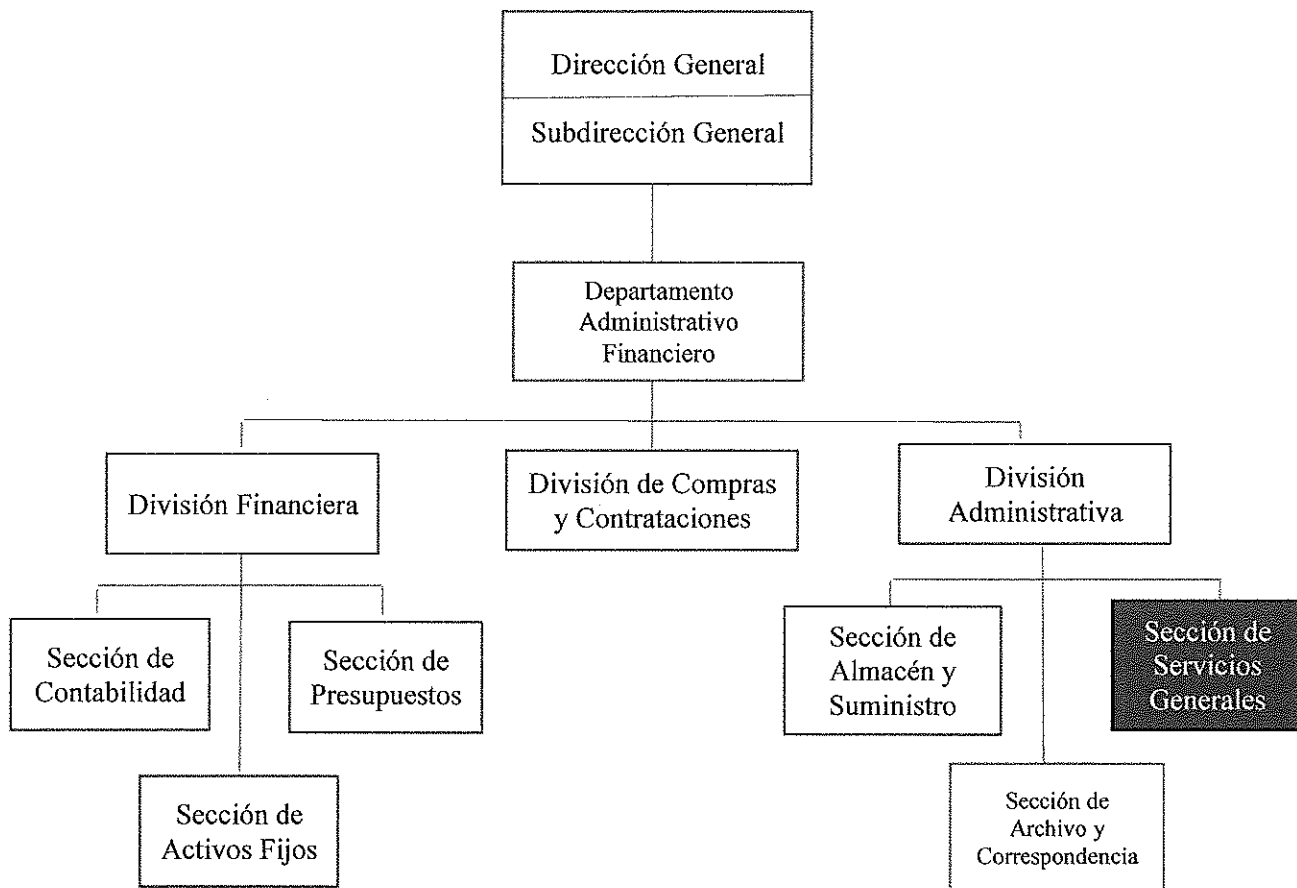 Dirección General
Subdirección General
Departamento
Administrativo
Financiero
División Financiera
División de Compras
y Contrataciones
División
Administrativa
Sección de
Contabilidad
Sección de
Presupuestos
Sección de
Almacén y
Suministro
Sección de
Servicios
Generales
Sección de
Activos Fijos
Sección de
Archivo y
Correspondencia